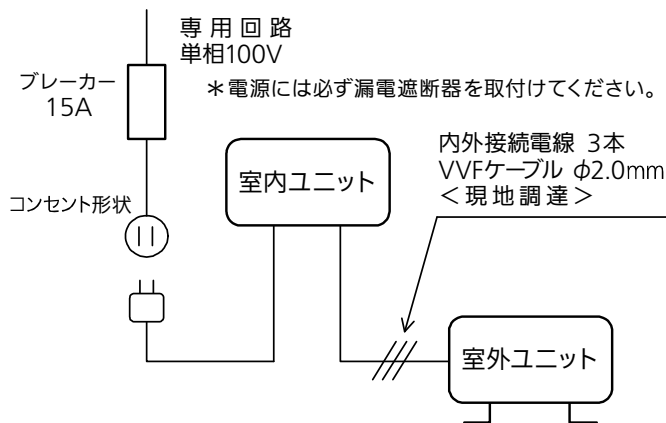 専用回路
単相100V
ブレーカー
15A
＊電源には必ず漏電遮断器を取付けてください。
内外接続電線 3本
VVFケーブル φ2.0mm
＜現地調達＞
室内ユニット
コンセント形状
室外ユニット